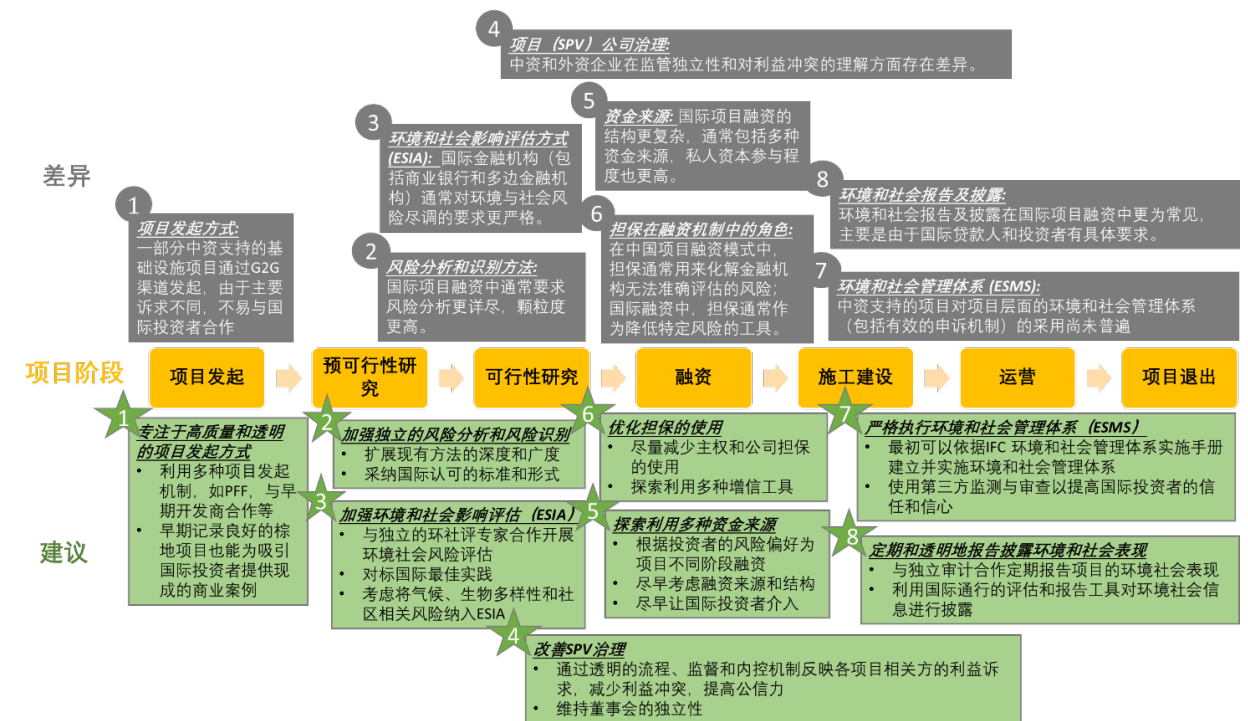 差异
4
项目（SPV）公司治理:
中资和外资企业在监管独立性和对利益冲突的理解方面存在差异。
3
环境和社会影响评估方式
(ESIA): 国际金融机构（包
括商业银行和多边金融机
构）通常对环境与社会风
险尽调的要求更严格。
5
资金来源: 国际项目融资的
结构更复杂，通常包括多种
资金来源，私人资本参与程
度也更高。
1
项目发起方式:
一部分中资支持的基
础设施项目通过G2G
渠道发起，由于主要
诉求不同，不易与国
际投资者合作
2
风险分析和识别方法:
国际项目融资中通常要求
风险分析更详尽，颗粒度
更高。
6
担保在融资机制中的角色:
在中国项目融资模式中，
担保通常用来化解金融机
构无法准确评估的风险；
国际融资中，担保通常作
为降低特定风险的工具。
8
环境和社会报告及披露:
环境和社会报告及披露在国际项目融资中更为常见，
主要是由于国际贷款人和投资者有具体要求。
7
环境和社会管理体系 (ESMS):
中资支持的项目对项目层面的环境和社会管理体系
（包括有效的申诉机制）的采用尚未普遍
项目阶段
项目发起
预可行性研
究
可行性研究
融资
施工建设
运营
项目退出
建议
1
专注于高质量和透明
的项目发起方式
• 利用多种项目发起
机制，如PFF，与早
期开发商合作等
• 早期记录良好的棕
地项目也能为吸引
国际投资者提供现
成的商业案例
2
加强独立的风险分析和风险识别
• 扩展现有方法的深度和广度
• 采纳国际认可的标准和形式
3
加强环境和社会影响评估（ESIA）
• 与独立的环社评专家合作开展
环境社会风险评估
• 对标国际最佳实践
• 考虑将气候、生物多样性和社
区相关风险纳入ESIA
6
优化担保的使用
• 尽量减少主权和公司担保
的使用
• 探索利用多种增信工具
5
探索利用多种资金来源
• 根据投资者的风险偏好为
项目不同阶段融资
• 尽早考虑融资来源和结构
• 尽早让国际投资者介入
7
严格执行环境和社会管理体系（ESMS）
• 最初可以依据IFC 环境和社会管理体系实施手册
建立并实施环境和社会管理体系
• 使用第三方监测与审查以提高国际投资者的信
任和信心
8
定期和透明地报告披露环境和社会表现
• 与独立审计合作定期报告项目的环境社会表现
• 利用国际通行的评估和报告工具对环境社会信
息进行披露
4
改善SPV治理
• 通过透明的流程、监督和内控机制反映各项目相关方的利益诉
求，减少利益冲突，提高公信力
• 维持董事会的独立性